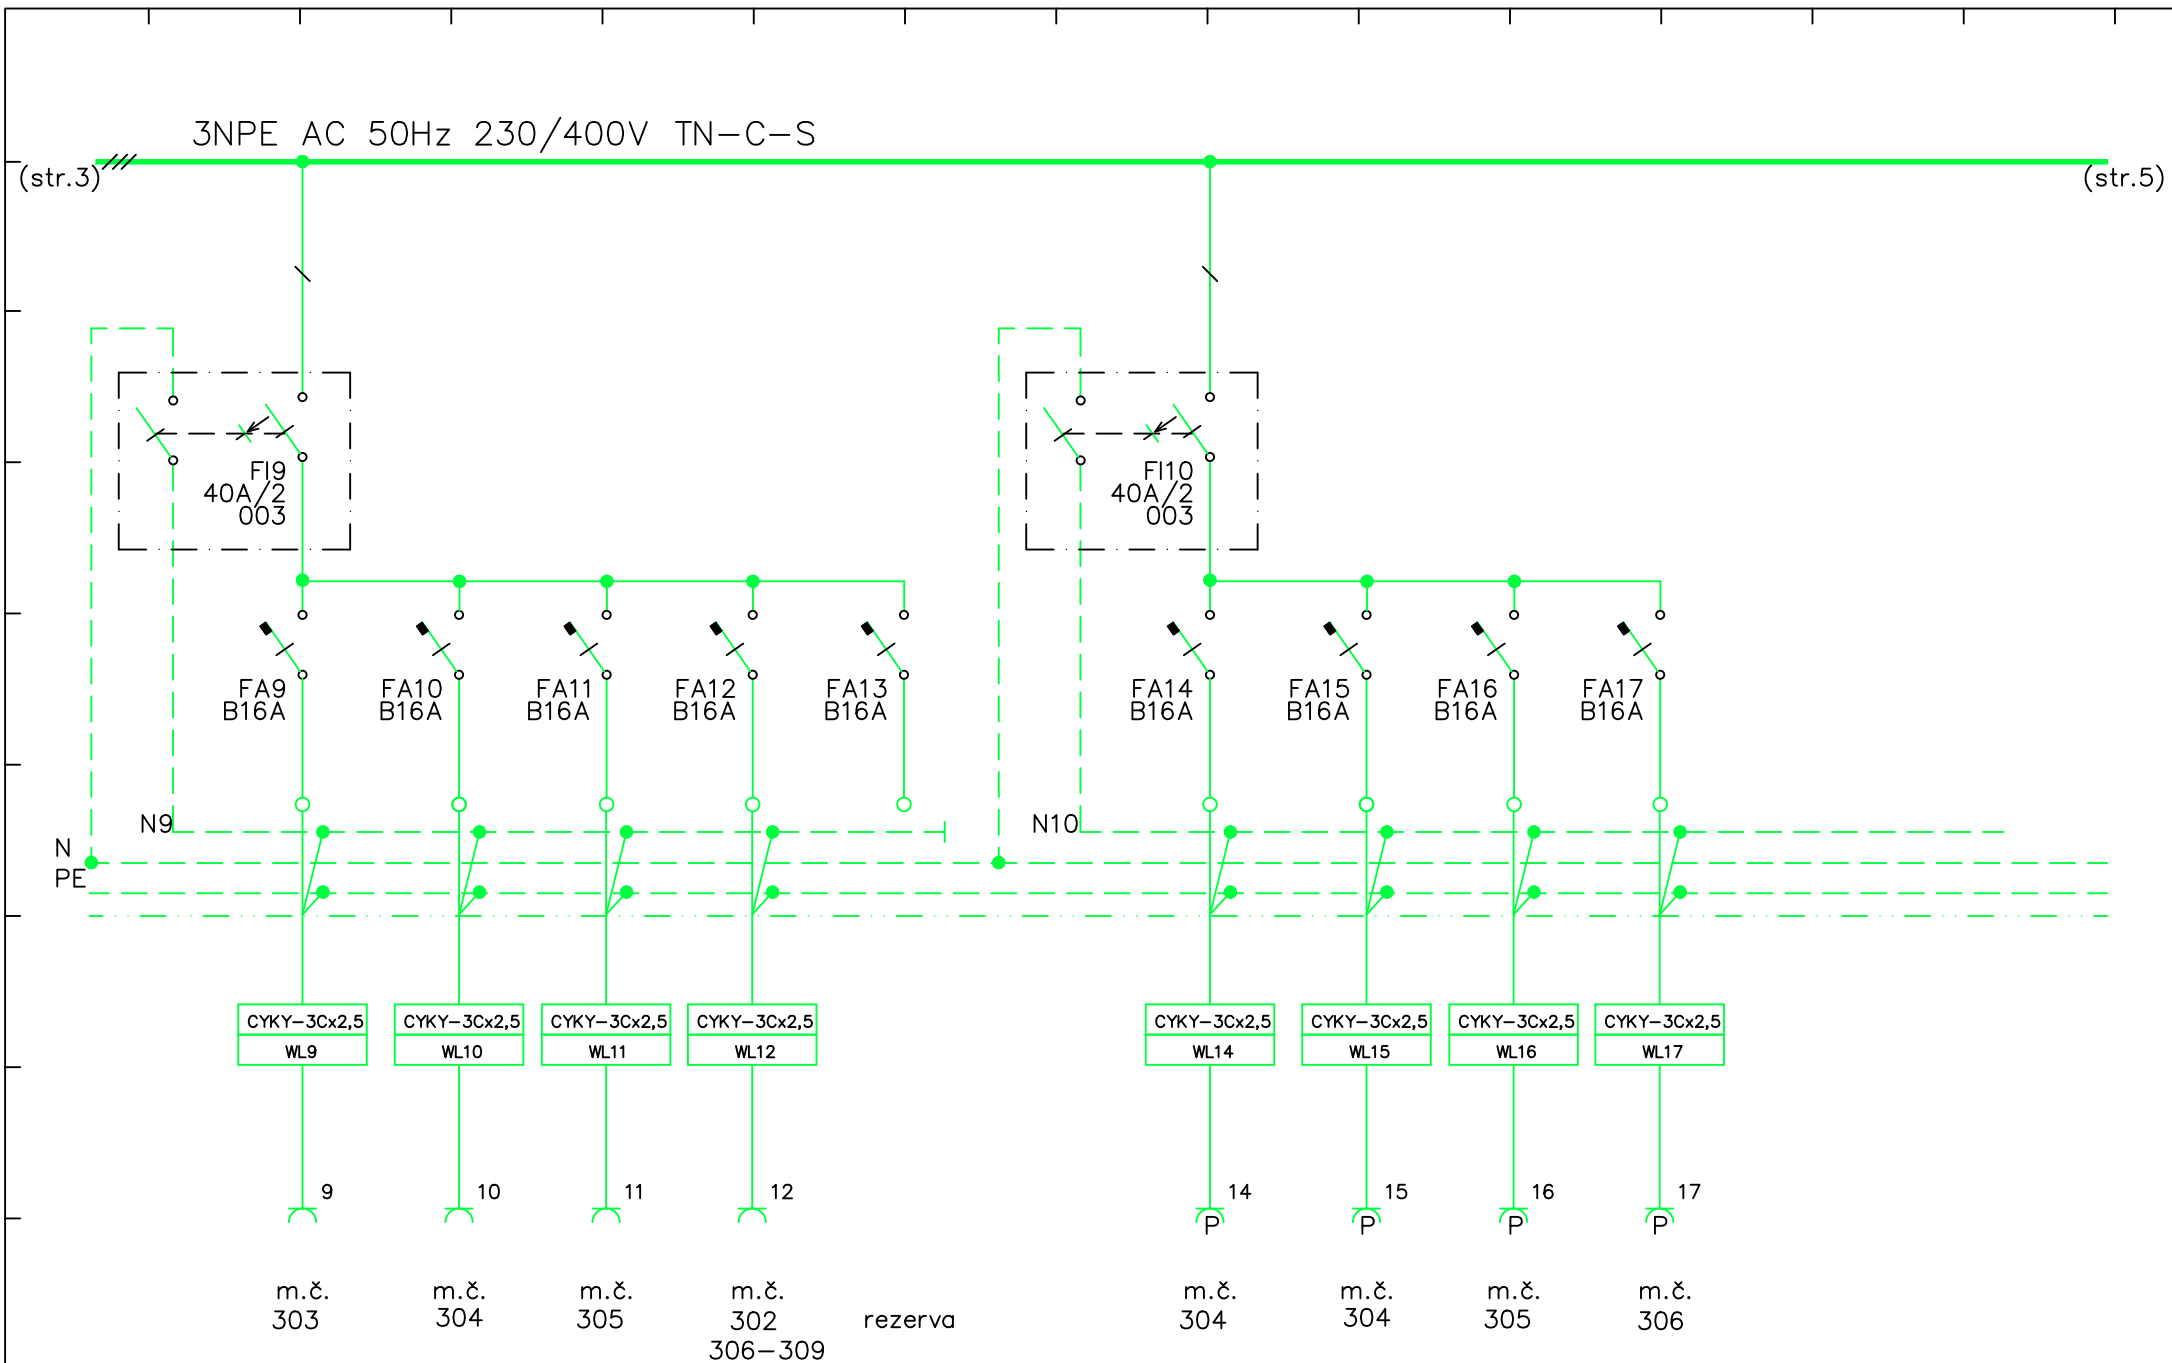 3NPE AC 50Hz 230/400V TN-C-S
(str.3)
(str.5)
FI9
40A/2
003
FI10
40A/2
003
FA9
B16A
FA10
B16A
FA11
B16A
FA12
B16A
FA13
B16A
FA14
B16A
FA15
B16A
FA16
B16A
FA17
B16A
N9
N10
N
PE
CYKY-3Cx2,5
WL9
CYKY-3Cx2,5
WL10
CYKY-3Cx2,5
WL11
CYKY-3Cx2,5
WL12
CYKY-3Cx2,5
WL14
CYKY-3Cx2,5
WL15
CYKY-3Cx2,5
WL16
CYKY-3Cx2,5
WL17
9
10
11
12
14
P
15
P
16
P
17
P
m.č.
303
m.č.
304
m.č.
305
m.č.
302
306-309
rezerva
m.č.
304
m.č.
304
m.č.
305
m.č.
306